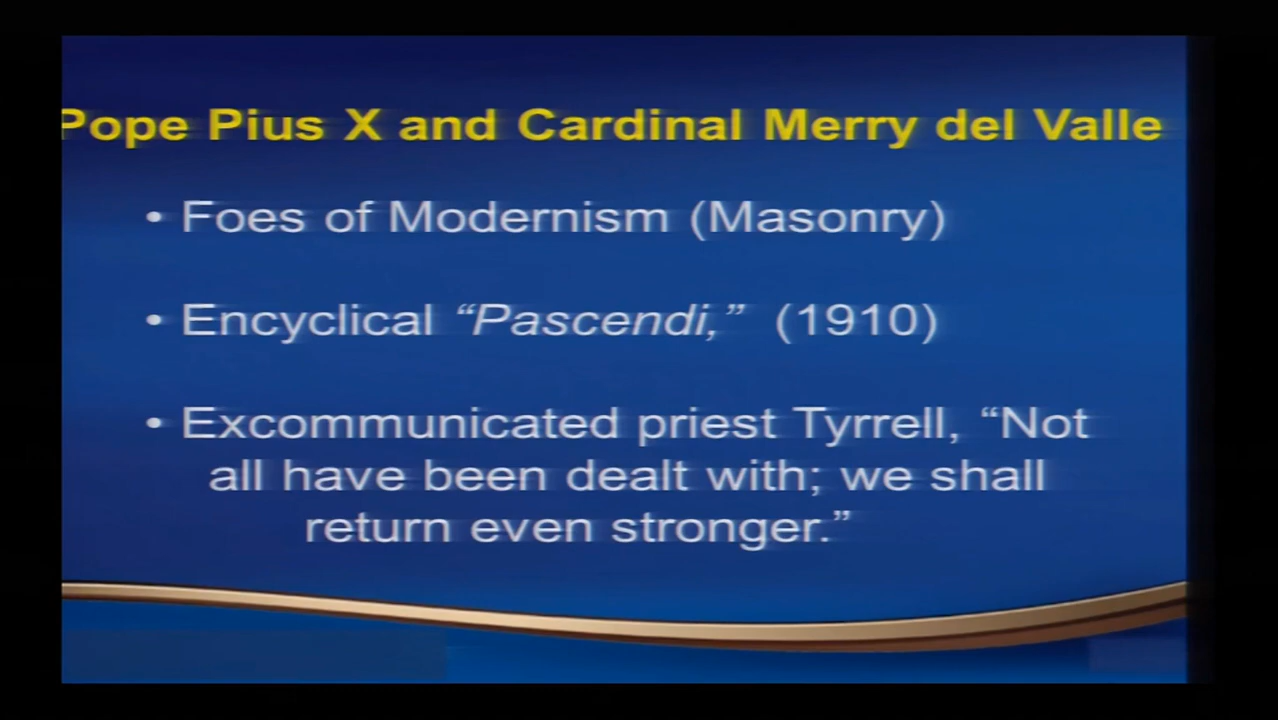 Pope Pius X and Cardinal Merry del Valle
• Foes of Modernism (Masonry)
• Encyclical “Pascendi,” (1910)
• Excommunicated priest Tyrrell, “Not
all have been dealt with; we shall
return even stronger.”